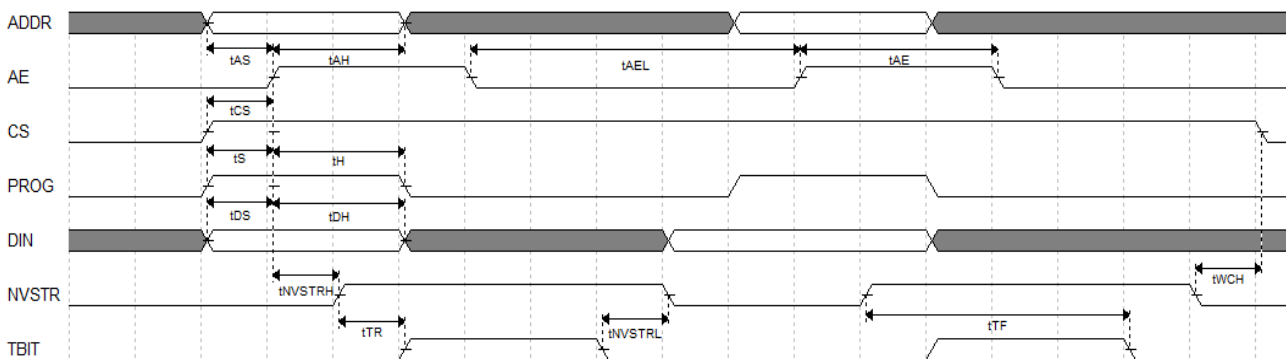 ADDR
tAS
tAH
tAEL
tAE
AE
tCS
CS
tS
tH
PROG
tDS
tDH
DIN
tNVSTRH
tWCH
NVSTR
tTR
tNVSTRL
tTF
TBIT